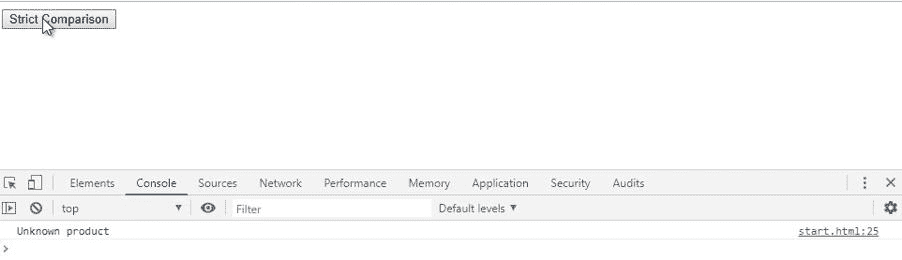 Strict Comparison
Elements Console Sources Network Performance Memory Application Security Audits
top Filter Default levels
Unknown product start.html:25